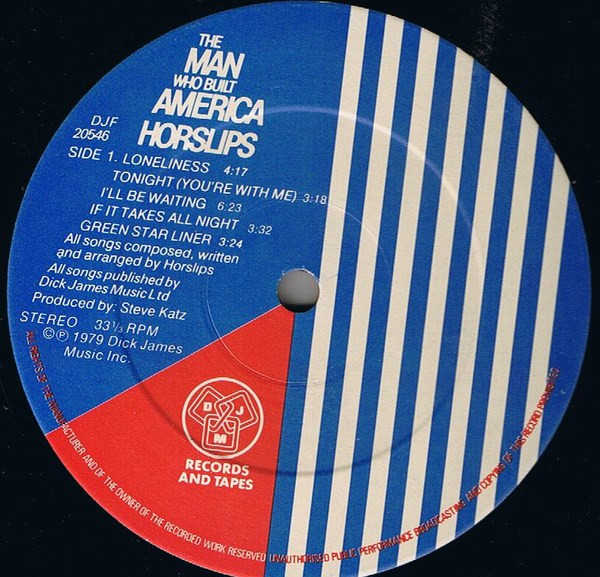 THE
MAN
WHO BUILT
AMERICA
HORSLIPS
DJF
20546
SIDE 1. LONELINESS 4:17
TONIGHT (YOU'RE WITH ME) 3:18
I'LL BE WAITING 6:23
IF IT TAKES ALL NIGHT 3:32
GREEN STAR LINER 3:24
All songs composed, written
and arranged by Horslips
All songs published by
Dick James Music Ltd
Produced by: Steve Katz
STEREO 33⅓ RPM
©℗ 1979 Dick James
Music Inc.
DJM
RECORDS
AND TAPES
ALL RIGHTS OF THE MANUFACTURER AND OF THE OWNER OF THE RECORDED WORK RESERVED UNAUTHORISED PUBLIC PERFORMANCE BROADCASTING AND COPYING OF THIS RECORD PROHIBITED